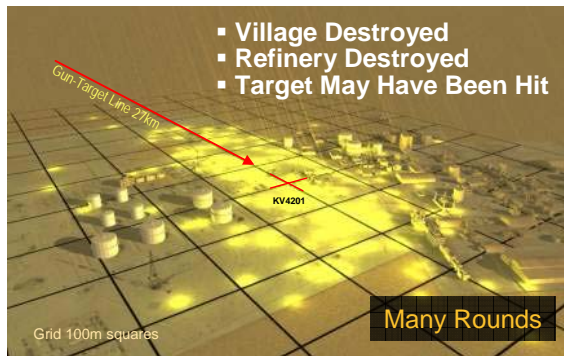 ▪ Village Destroyed
▪ Refinery Destroyed
▪ Target May Have Been Hit
Gun-Target Line 27km
KV4201
Many Rounds
Grid 100m squares